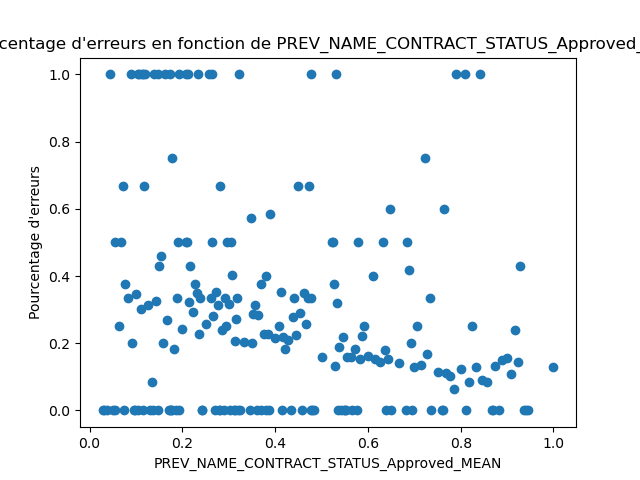 centage d'erreurs en fonction de PREV_NAME_CONTRACT_STATUS_Approved_
1.0
0.8
0.6
0.4
0.2
0.0
Pourcentage d'erreurs
0.0 0.2 0.4 0.6 0.8 1.0
PREV_NAME_CONTRACT_STATUS_Approved_MEAN